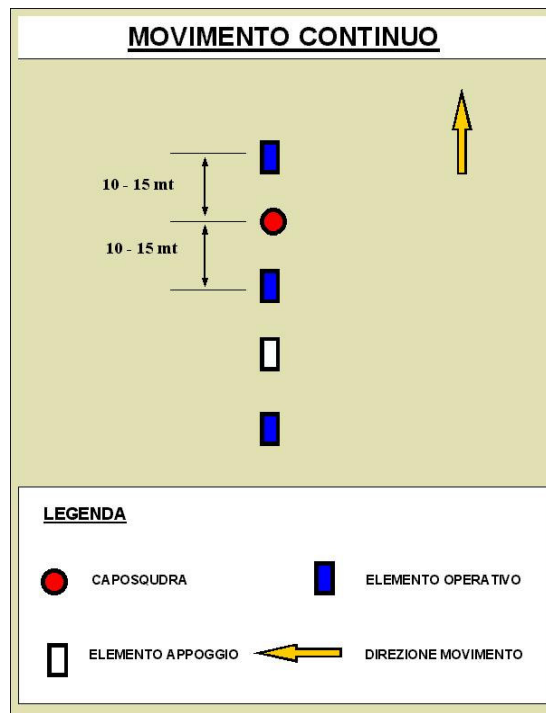 MOVIMENTO CONTINUO
10 - 15 mt
10 - 15 mt
LEGENDA
CAPOSQUDRA
ELEMENTO OPERATIVO
ELEMENTO APPOGGIO
DIREZIONE MOVIMENTO